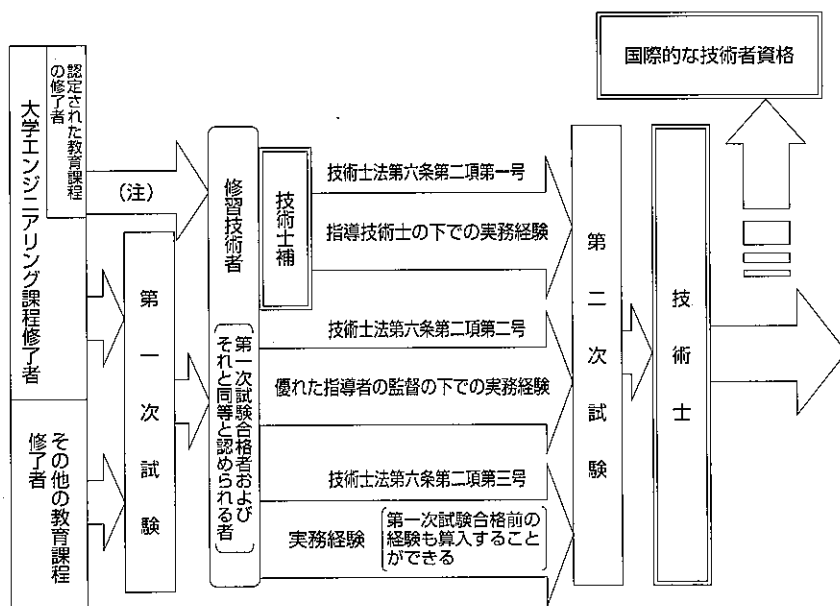 国際的な技術者資格
大学エンジニアリング課程修了者
認定された教育課程
の修了者
(注)
その他の教育課程
修了者
第一次試験
修習技術者
第一次試験合格者および
それと同等と認められる者
技術士補
技術士法第六条第二項第一号
指導技術士の下での実務経験
技術士法第六条第二項第二号
優れた指導者の監督の下での実務経験
技術士法第六条第二項第三号
実務経験
第一次試験合格前の
経験も算入すること
ができる
第二次試験
技術士